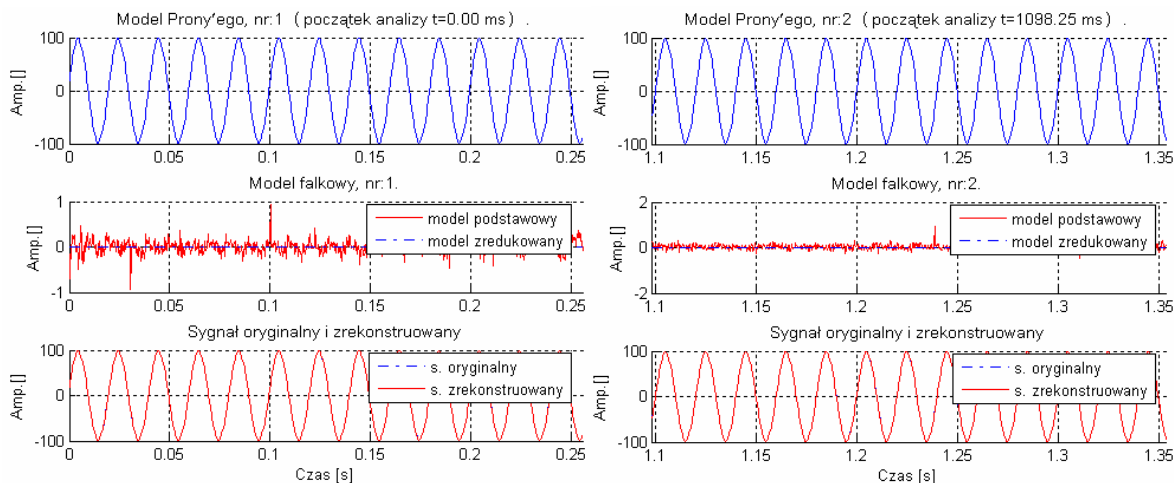 Model Prony'ego, nr:1 (początek analizy t=0.00 ms) .
100
0
-100
Amp.[]
0 0.05 0.1 0.15 0.2 0.25
Model falkowy, nr:1.
1
0
-1
Amp.[]
model podstawowy
model zredukowany
0 0.05 0.1 0.15 0.2 0.25
Sygnał oryginalny i zrekonstruowany
100
0
-100
Amp.[]
s. oryginalny
s. zrekonstruowany
0 0.05 0.1 0.15 0.2 0.25
Czas [s]
Model Prony'ego, nr:2 (początek analizy t=1098.25 ms) .
100
0
-100
Amp.[]
1.1 1.15 1.2 1.25 1.3 1.35
Model falkowy, nr:2.
2
0
-2
Amp.[]
model podstawowy
model zredukowany
1.1 1.15 1.2 1.25 1.3 1.35
Sygnał oryginalny i zrekonstruowany
100
0
-100
Amp.[]
s. oryginalny
s. zrekonstruowany
1.1 1.15 1.2 1.25 1.3 1.35
Czas [s]